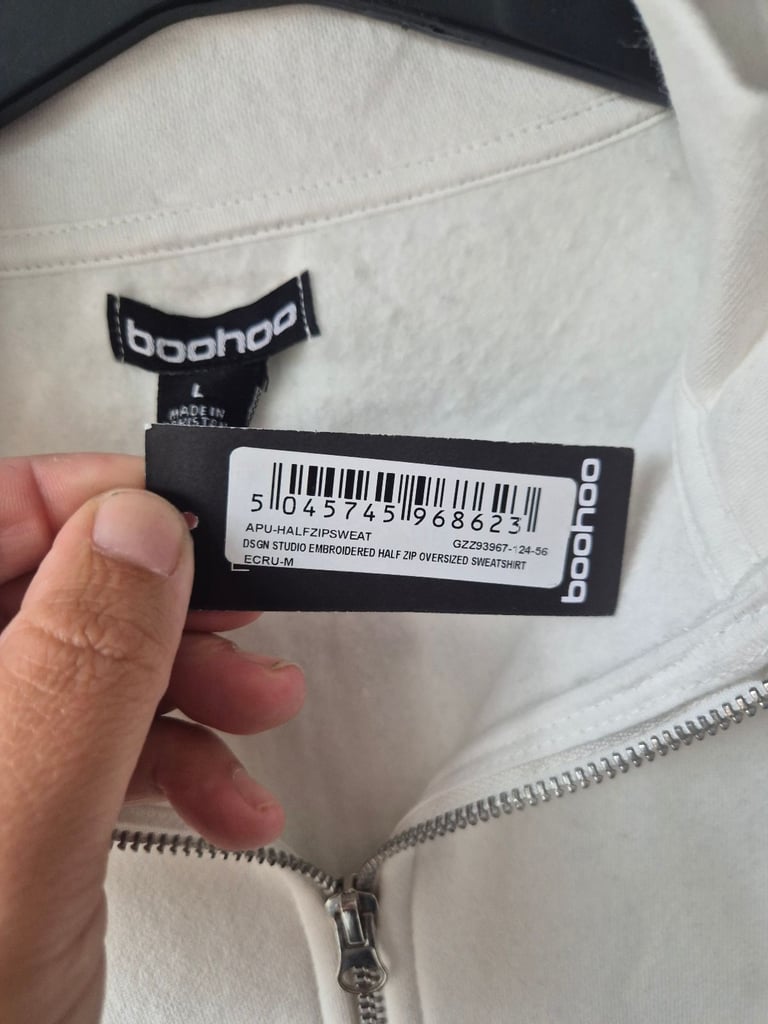 boohoo
L
MADE IN
boohoo
5 045745 968623
APU-HALFZIPSWEAT
GZZ93967-124-56
DSGN STUDIO EMBROIDERED HALF ZIP OVERSIZED SWEATSHIRT
ECRU-M